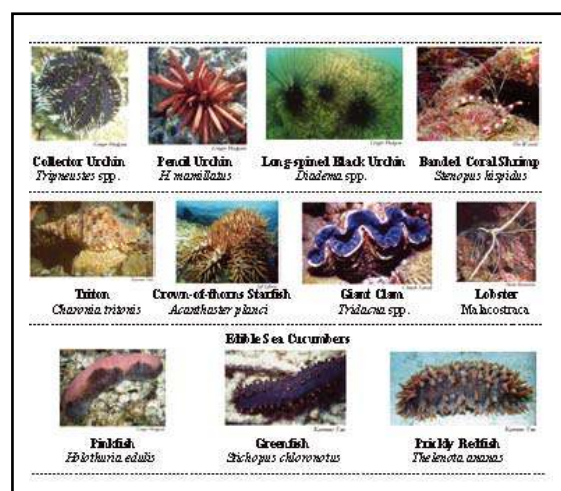 Collector Urchin Pencil Urchin Long-spined Black Urchin Banded Coral Shrimp
Tripneustes spp. H. mamillatus Diadema spp. Stenopus hispidus
Triton Crown-of-thorns Starfish Giant Clam Lobster
Charonia tritonis Acanthaster planci Tridacna spp. Malacostraca
Edible Sea Cucumbers
Pinkfish Greenfish Prickly Redfish
Holothuria edulis Stichopus chloronotus Thelenota ananas